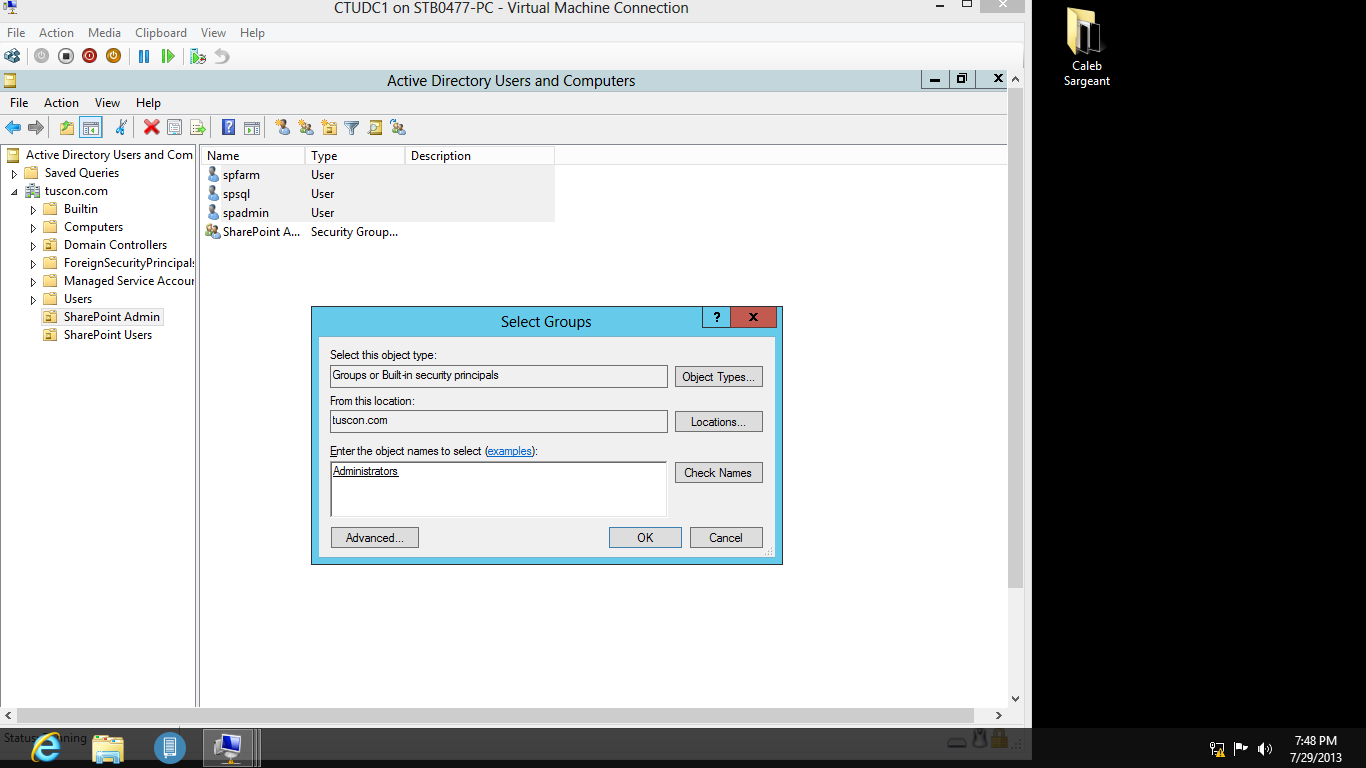 CTUDC1 on STB0477-PC - Virtual Machine Connection
File Action Media Clipboard View Help
Active Directory Users and Computers
File Action View Help
Active Directory Users and Com
Saved Queries
tuscon.com
Builtin
Computers
Domain Controllers
ForeignSecurityPrincipals
Managed Service Accour
Users
SharePoint Admin
SharePoint Users
Name Type Description
spfarm User
spsql User
spadmin User
SharePoint A... Security Group...
Select Groups
Select this object type:
Groups or Built-in security principals
Object Types...
From this location:
tuscon.com
Locations...
Enter the object names to select (examples):
Administrators
Check Names
Advanced...
OK
Cancel
Caleb
Sargeant
7:48 PM
7/29/2013